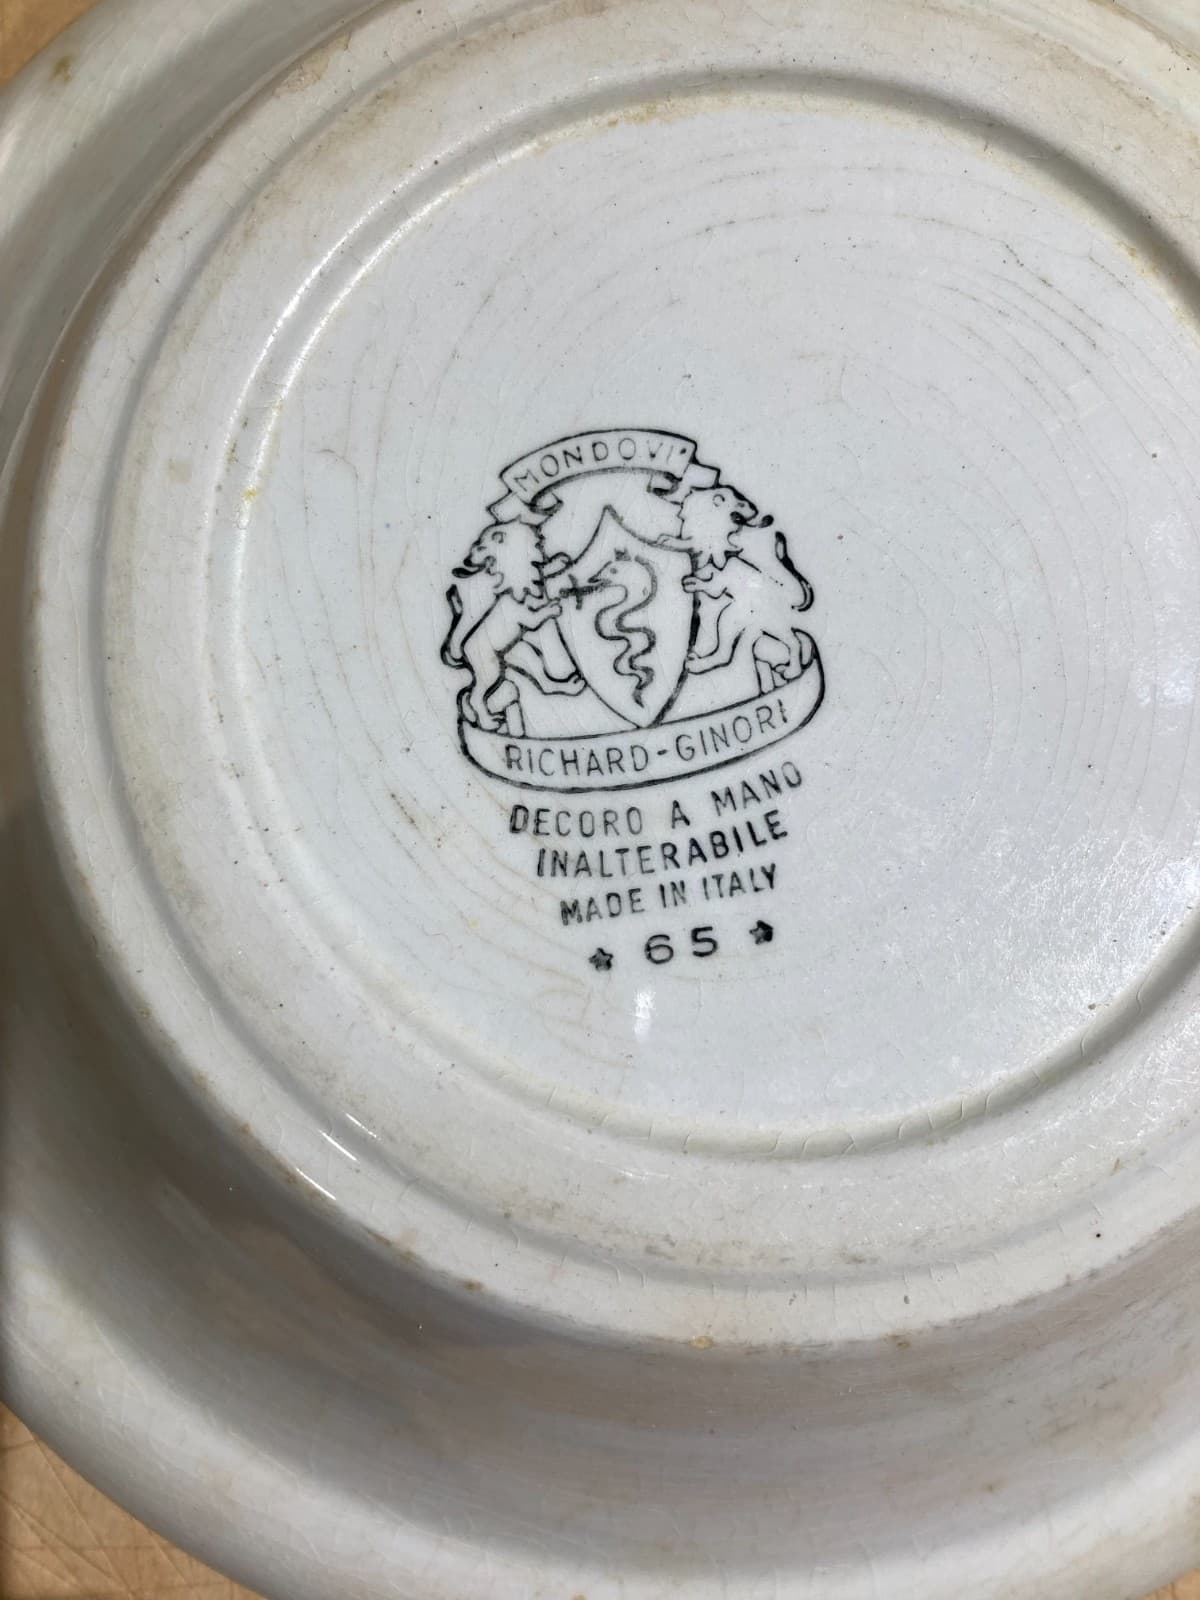 MONDOVI'
RICHARD-GINORI
DECORO A MANO
INALTERABILE
MADE IN ITALY
* 65 *